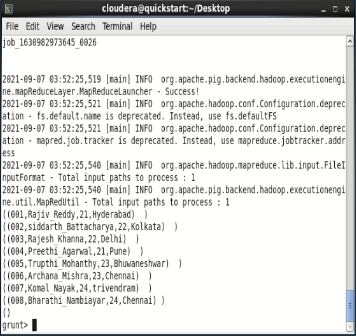 cloudera@quickstart:~/Desktop
File Edit View Search Terminal Help
job_1630982973645_0026
2021-09-07 03:52:25,519 [main] INFO  org.apache.pig.backend.hadoop.executionengi
ne.mapReduceLayer.MapReduceLauncher - Success!
2021-09-07 03:52:25,521 [main] INFO  org.apache.hadoop.conf.Configuration.deprec
ation - fs.default.name is deprecated. Instead, use fs.defaultFS
2021-09-07 03:52:25,521 [main] INFO  org.apache.hadoop.conf.Configuration.deprec
ation - mapred.job.tracker is deprecated. Instead, use mapreduce.jobtracker.addr
ess
2021-09-07 03:52:25,540 [main] INFO  org.apache.hadoop.mapreduce.lib.input.FileI
nputFormat - Total input paths to process : 1
2021-09-07 03:52:25,540 [main] INFO  org.apache.pig.backend.hadoop.executionengi
ne.util.MapRedUtil - Total input paths to process : 1
((001,Rajiv_Reddy,21,Hyderabad)  )
((002,siddarth_Battacharya,22,Kolkata)  )
((003,Rajesh_Khanna,22,Delhi)  )
((004,Preethi_Agarwal,21,Pune)  )
((005,Trupthi_Mohanthy,23,Bhuwaneshwar)  )
((006,Archana_Mishra,23,Chennai)  )
((007,Komal_Nayak,24,trivendram)  )
((008,Bharathi_Nambiayar,24,Chennai) )
()
grunt>